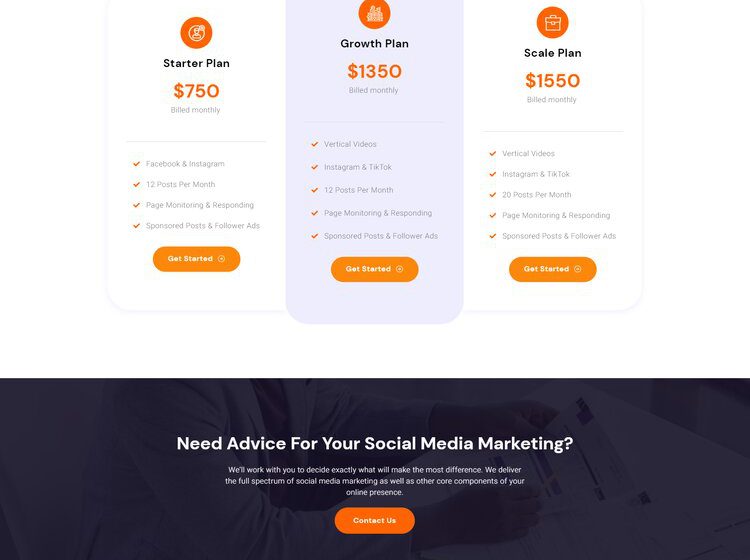 Starter Plan
$750
Billed monthly
Facebook & Instagram
12 Posts Per Month
Page Monitoring & Responding
Sponsored Posts & Follower Ads
Get Started
Growth Plan
$1350
Billed monthly
Vertical Videos
Instagram & TikTok
12 Posts Per Month
Page Monitoring & Responding
Sponsored Posts & Follower Ads
Get Started
Scale Plan
$1550
Billed monthly
Vertical Videos
Instagram & TikTok
20 Posts Per Month
Page Monitoring & Responding
Sponsored Posts & Follower Ads
Get Started
Need Advice For Your Social Media Marketing?
We'll work with you to decide exactly what will make the most difference. We deliver
the full spectrum of social media marketing as well as other core components of your
online presence.
Contact Us